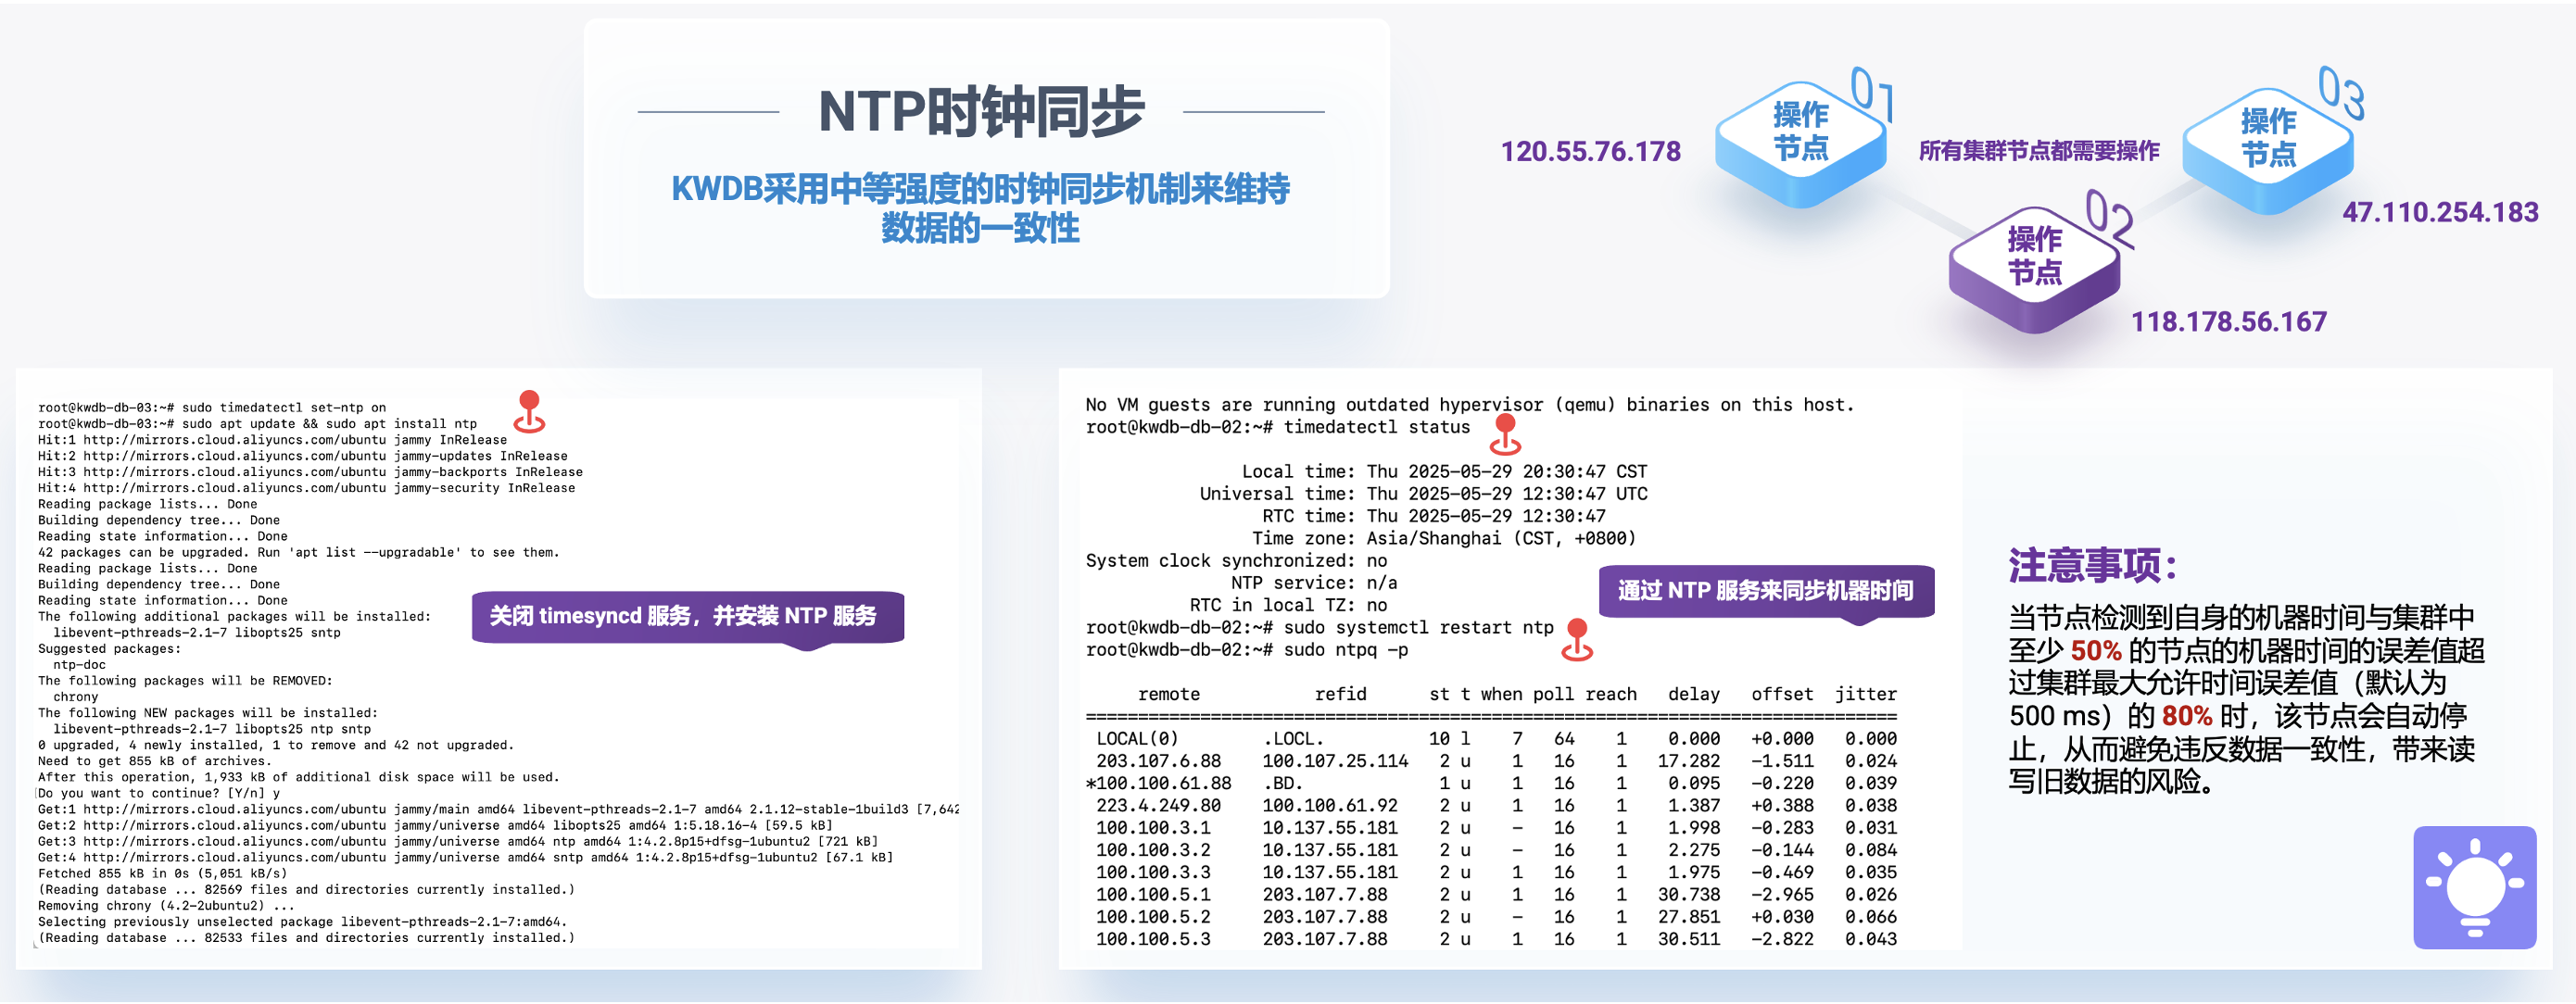 NTP时钟同步
KWDB采用中等强度的时钟同步机制来维持
数据的一致性
01
操作
节点
120.55.76.178
所有集群节点都需要操作
03
操作
节点
47.110.254.183
02
操作
节点
118.178.56.167
root@kwdb-db-03:~# sudo timedatectl set-ntp on
root@kwdb-db-03:~# sudo apt update && sudo apt install ntp
Hit:1 http://mirrors.cloud.aliyuncs.com/ubuntu jammy InRelease
Hit:2 http://mirrors.cloud.aliyuncs.com/ubuntu jammy-updates InRelease
Hit:3 http://mirrors.cloud.aliyuncs.com/ubuntu jammy-backports InRelease
Hit:4 http://mirrors.cloud.aliyuncs.com/ubuntu jammy-security InRelease
Reading package lists... Done
Building dependency tree... Done
Reading state information... Done
42 packages can be upgraded. Run 'apt list --upgradable' to see them.
Reading package lists... Done
Building dependency tree... Done
Reading state information... Done
The following additional packages will be installed:
  libevent-pthreads-2.1-7 libopts25 sntp
Suggested packages:
  ntp-doc
The following packages will be REMOVED:
  chrony
The following NEW packages will be installed:
  libevent-pthreads-2.1-7 libopts25 ntp sntp
0 upgraded, 4 newly installed, 1 to remove and 42 not upgraded.
Need to get 855 kB of archives.
After this operation, 1,933 kB of additional disk space will be used.
Do you want to continue? [Y/n] y
Get:1 http://mirrors.cloud.aliyuncs.com/ubuntu jammy/main amd64 libevent-pthreads-2.1-7 amd64 2.1.12-stable-1build3 [7,642
Get:2 http://mirrors.cloud.aliyuncs.com/ubuntu jammy/universe amd64 libopts25 amd64 1:5.18.16-4 [59.5 kB]
Get:3 http://mirrors.cloud.aliyuncs.com/ubuntu jammy/universe amd64 ntp amd64 1:4.2.8p15+dfsg-1ubuntu2 [721 kB]
Get:4 http://mirrors.cloud.aliyuncs.com/ubuntu jammy/universe amd64 sntp amd64 1:4.2.8p15+dfsg-1ubuntu2 [67.1 kB]
Fetched 855 kB in 0s (5,051 kB/s)
(Reading database ... 82569 files and directories currently installed.)
Removing chrony (4.2-2ubuntu2) ...
Selecting previously unselected package libevent-pthreads-2.1-7:amd64.
(Reading database ... 82533 files and directories currently installed.)
关闭 timesyncd 服务，并安装 NTP 服务
No VM guests are running outdated hypervisor (qemu) binaries on this host.
root@kwdb-db-02:~# timedatectl status
Local time: Thu 2025-05-29 20:30:47 CST
Universal time: Thu 2025-05-29 12:30:47 UTC
RTC time: Thu 2025-05-29 12:30:47
Time zone: Asia/Shanghai (CST, +0800)
System clock synchronized: no
NTP service: n/a
RTC in local TZ: no
root@kwdb-db-02:~# sudo systemctl restart ntp
root@kwdb-db-02:~# sudo ntpq -p
remote refid st t when poll reach delay offset jitter
==============================================================================
LOCAL(0) .LOCL. 10 l 7 64 1 0.000 +0.000 0.000
203.107.6.88 100.107.25.114 2 u 1 16 1 17.282 -1.511 0.024
*100.100.61.88 .BD. 1 u 1 16 1 0.095 -0.220 0.039
223.4.249.80 100.100.61.92 2 u 1 16 1 1.387 +0.388 0.038
100.100.3.1 10.137.55.181 2 u - 16 1 1.998 -0.283 0.031
100.100.3.2 10.137.55.181 2 u - 16 1 2.275 -0.144 0.084
100.100.3.3 10.137.55.181 2 u 1 16 1 1.975 -0.469 0.035
100.100.5.1 203.107.7.88 2 u 1 16 1 30.738 -2.965 0.026
100.100.5.2 203.107.7.88 2 u - 16 1 27.851 +0.030 0.066
100.100.5.3 203.107.7.88 2 u 1 16 1 30.511 -2.822 0.043
通过 NTP 服务来同步机器时间
注意事项：
当节点检测到自身的机器时间与集群中
至少 50% 的节点的机器时间的误差值超
过集群最大允许时间误差值（默认为
500 ms）的 80% 时，该节点会自动停
止，从而避免违反数据一致性，带来读
写旧数据的风险。